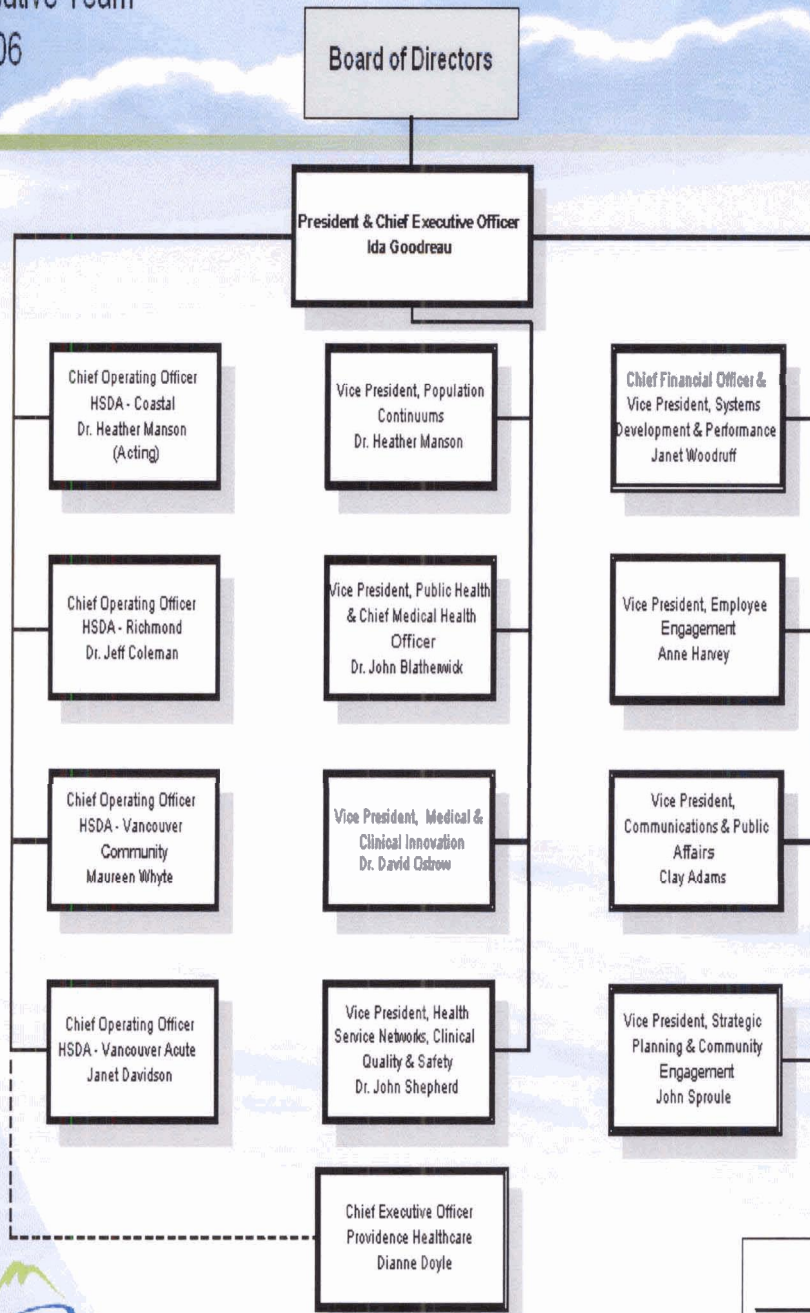 Team
06
Board of Directors
President & Chief Executive Officer
Ida Goodreau
Chief Operating Officer
HSDA - Coastal
Dr. Heather Manson
(Acting)
Vice President, Population
Continuums
Dr. Heather Manson
Chief Financial Officer &
Vice President, Systems
Development & Performance
Janet Woodruff
Chief Operating Officer
HSDA - Richmond
Dr. Jeff Coleman
Vice President, Public Health
& Chief Medical Health
Officer
Dr. John Blatherwick
Vice President, Employee
Engagement
Anne Harvey
Chief Operating Officer
HSDA - Vancouver
Community
Maureen Whyte
Vice President, Medical &
Clinical Innovation
Dr. David Ostrow
Vice President,
Communications & Public
Affairs
Clay Adams
Chief Operating Officer
HSDA - Vancouver Acute
Janet Davidson
Vice President, Health
Service Networks, Clinical
Quality & Safety
Dr. John Shepherd
Vice President, Strategic
Planning & Community
Engagement
John Sproule
Chief Executive Officer
Providence Healthcare
Dianne Doyle